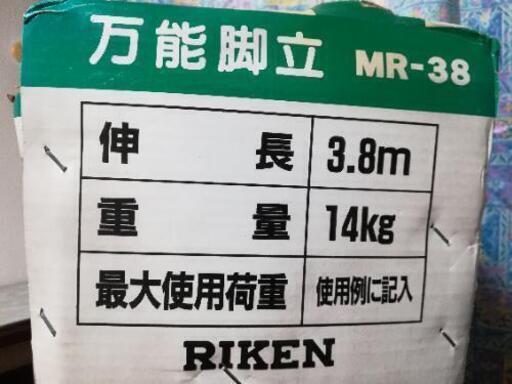 万能脚立 MR-38
伸長 3.8m
重量 14kg
最大使用荷重 使用例に記入
RIKEN